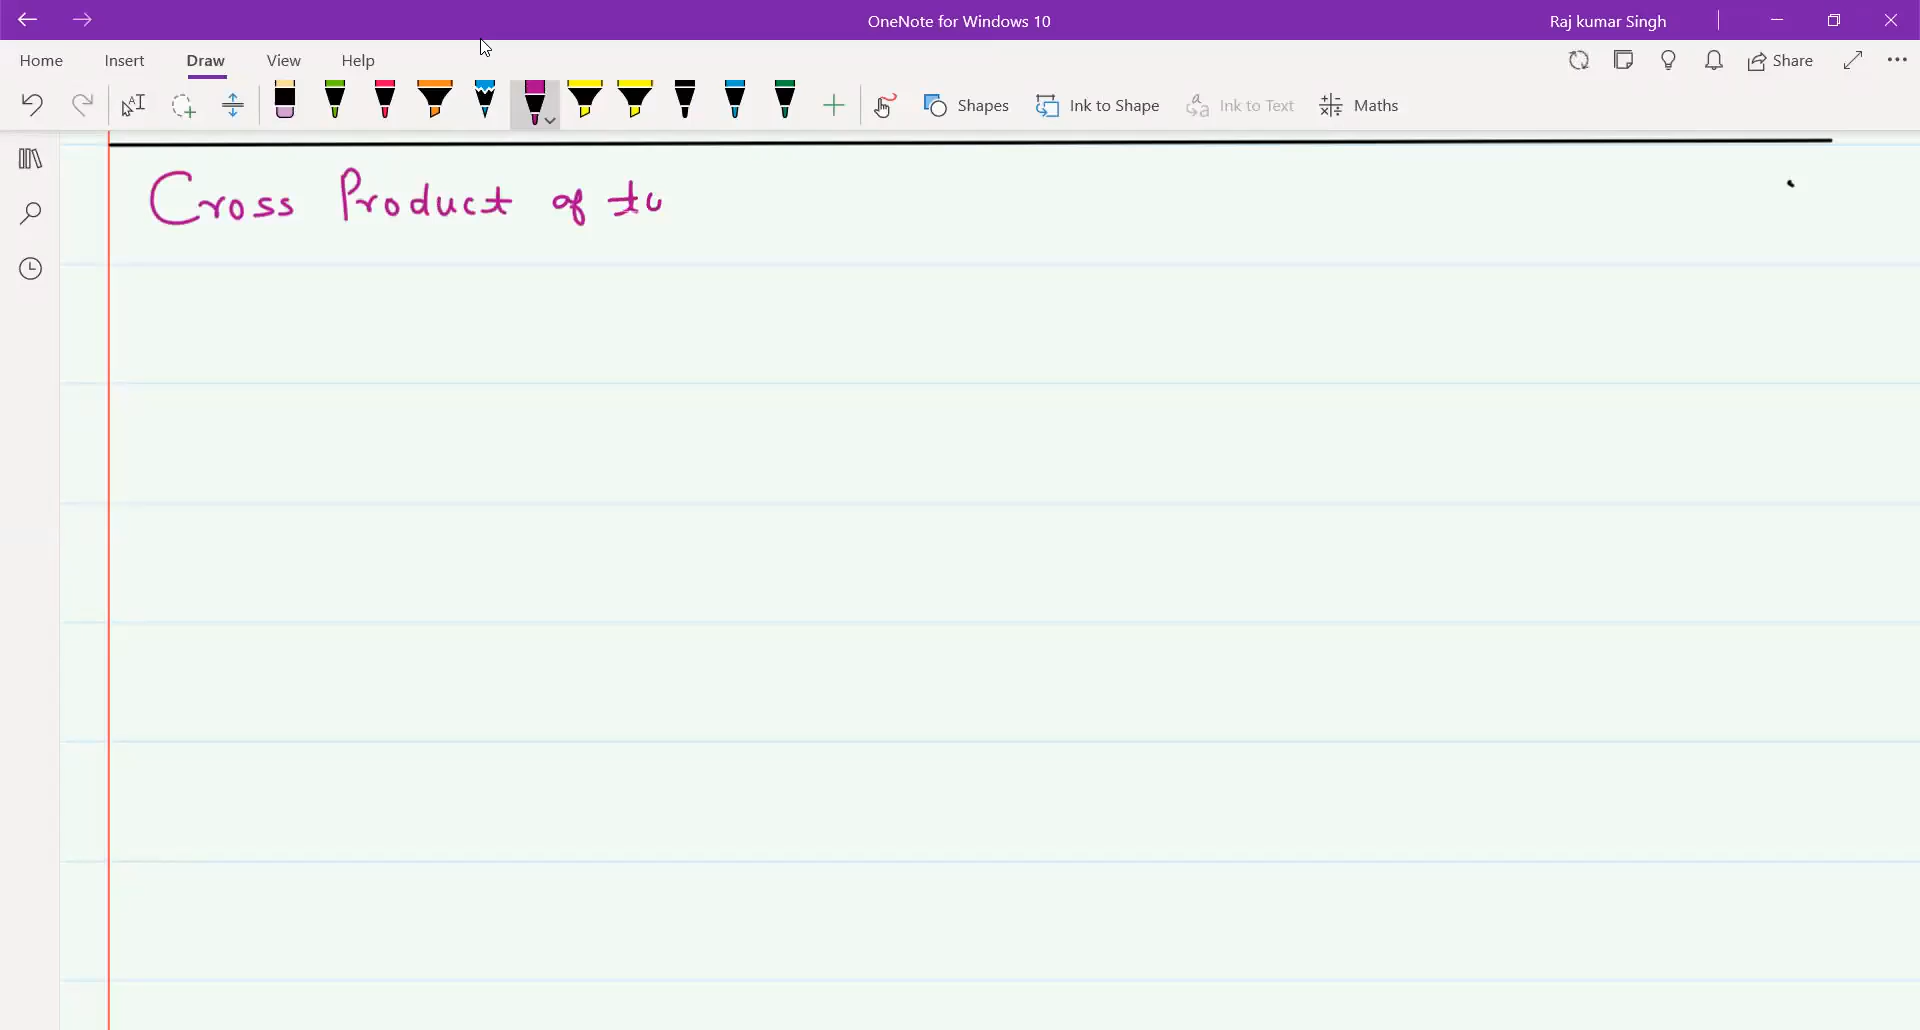 OneNote for Windows 10
Raj kumar Singh
Home Insert Draw View Help
Share
Shapes Ink to Shape Ink to Text Maths
Cross Product of